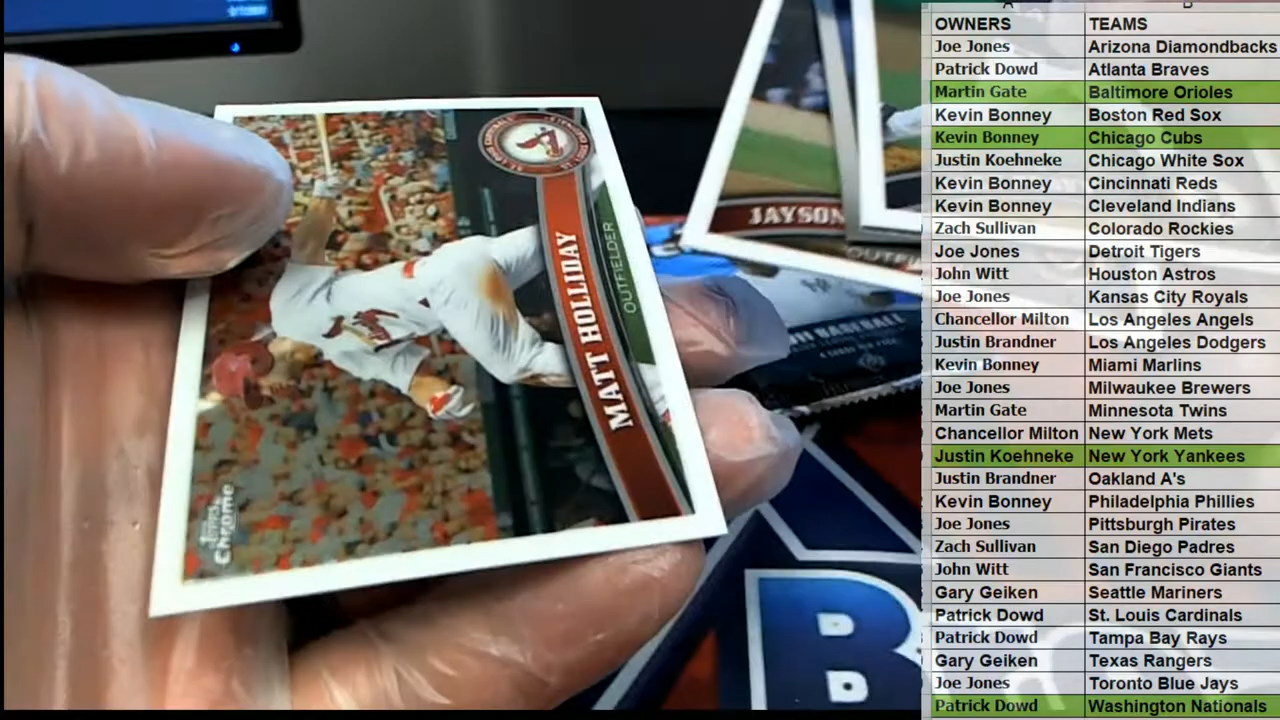 Topps
Chrome
MATT HOLLIDAY
OUTFIELDER
JAYSON
BASEBALL
A B
OWNERS TEAMS
Joe Jones Arizona Diamondbacks
Patrick Dowd Atlanta Braves
Martin Gate Baltimore Orioles
Kevin Bonney Boston Red Sox
Kevin Bonney Chicago Cubs
Justin Koehneke Chicago White Sox
Kevin Bonney Cincinnati Reds
Kevin Bonney Cleveland Indians
Zach Sullivan Colorado Rockies
Joe Jones Detroit Tigers
John Witt Houston Astros
Joe Jones Kansas City Royals
Chancellor Milton Los Angeles Angels
Justin Brandner Los Angeles Dodgers
Kevin Bonney Miami Marlins
Joe Jones Milwaukee Brewers
Martin Gate Minnesota Twins
Chancellor Milton New York Mets
Justin Koehneke New York Yankees
Justin Brandner Oakland A's
Kevin Bonney Philadelphia Phillies
Joe Jones Pittsburgh Pirates
Zach Sullivan San Diego Padres
John Witt San Francisco Giants
Gary Geiken Seattle Mariners
Patrick Dowd St. Louis Cardinals
Patrick Dowd Tampa Bay Rays
Gary Geiken Texas Rangers
Joe Jones Toronto Blue Jays
Patrick Dowd Washington Nationals